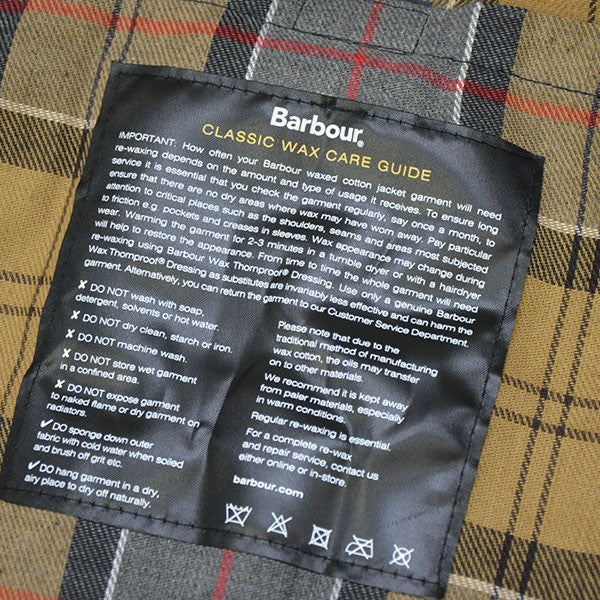 Barbour®
CLASSIC WAX CARE GUIDE
IMPORTANT: How often your Barbour waxed cotton jacket garment will need
re-waxing depends on the amount and type of usage it receives. To ensure long
service it is essential that you check the garment regularly, say once a month, to
ensure that there are no dry areas where wax may have worn away. Pay particular
attention to critical places such as the shoulders, seams and areas most subjected
to friction e.g. pockets and creases in sleeves. Wax appearance may change during
wear. Warming the garment for 2-3 minutes in a tumble dryer or with a hairdryer
will help to restore the appearance. From time to time the whole garment will need
re-waxing using Barbour Wax Thornproof® Dressing. Use only a genuine Barbour
Wax Thornproof® Dressing as substitutes are invariably less effective and can harm the
garment. Alternatively, you can return the garment to our Customer Service Department.
✗ DO NOT wash with soap,
detergent, solvents or hot water.
✗ DO NOT dry clean, starch or iron.
✗ DO NOT machine wash.
✗ DO NOT store wet garment
in a confined area.
✗ DO NOT EXPOSE garment
to naked flame or dry garment on
radiators.
✓ DO sponge down outer
fabric with cold water when soiled
and brush off grit etc.
✓ DO hang garment in a dry,
airy place to dry off naturally.
Please note that due to the
traditional method of manufacturing
wax cotton, the oils may transfer
on to other materials.
We recommend it is kept away
from paler materials, especially
in warm conditions.
Regular re-waxing is essential.
For a complete re-wax
and repair service, contact us
either online or in-store.
barbour.com